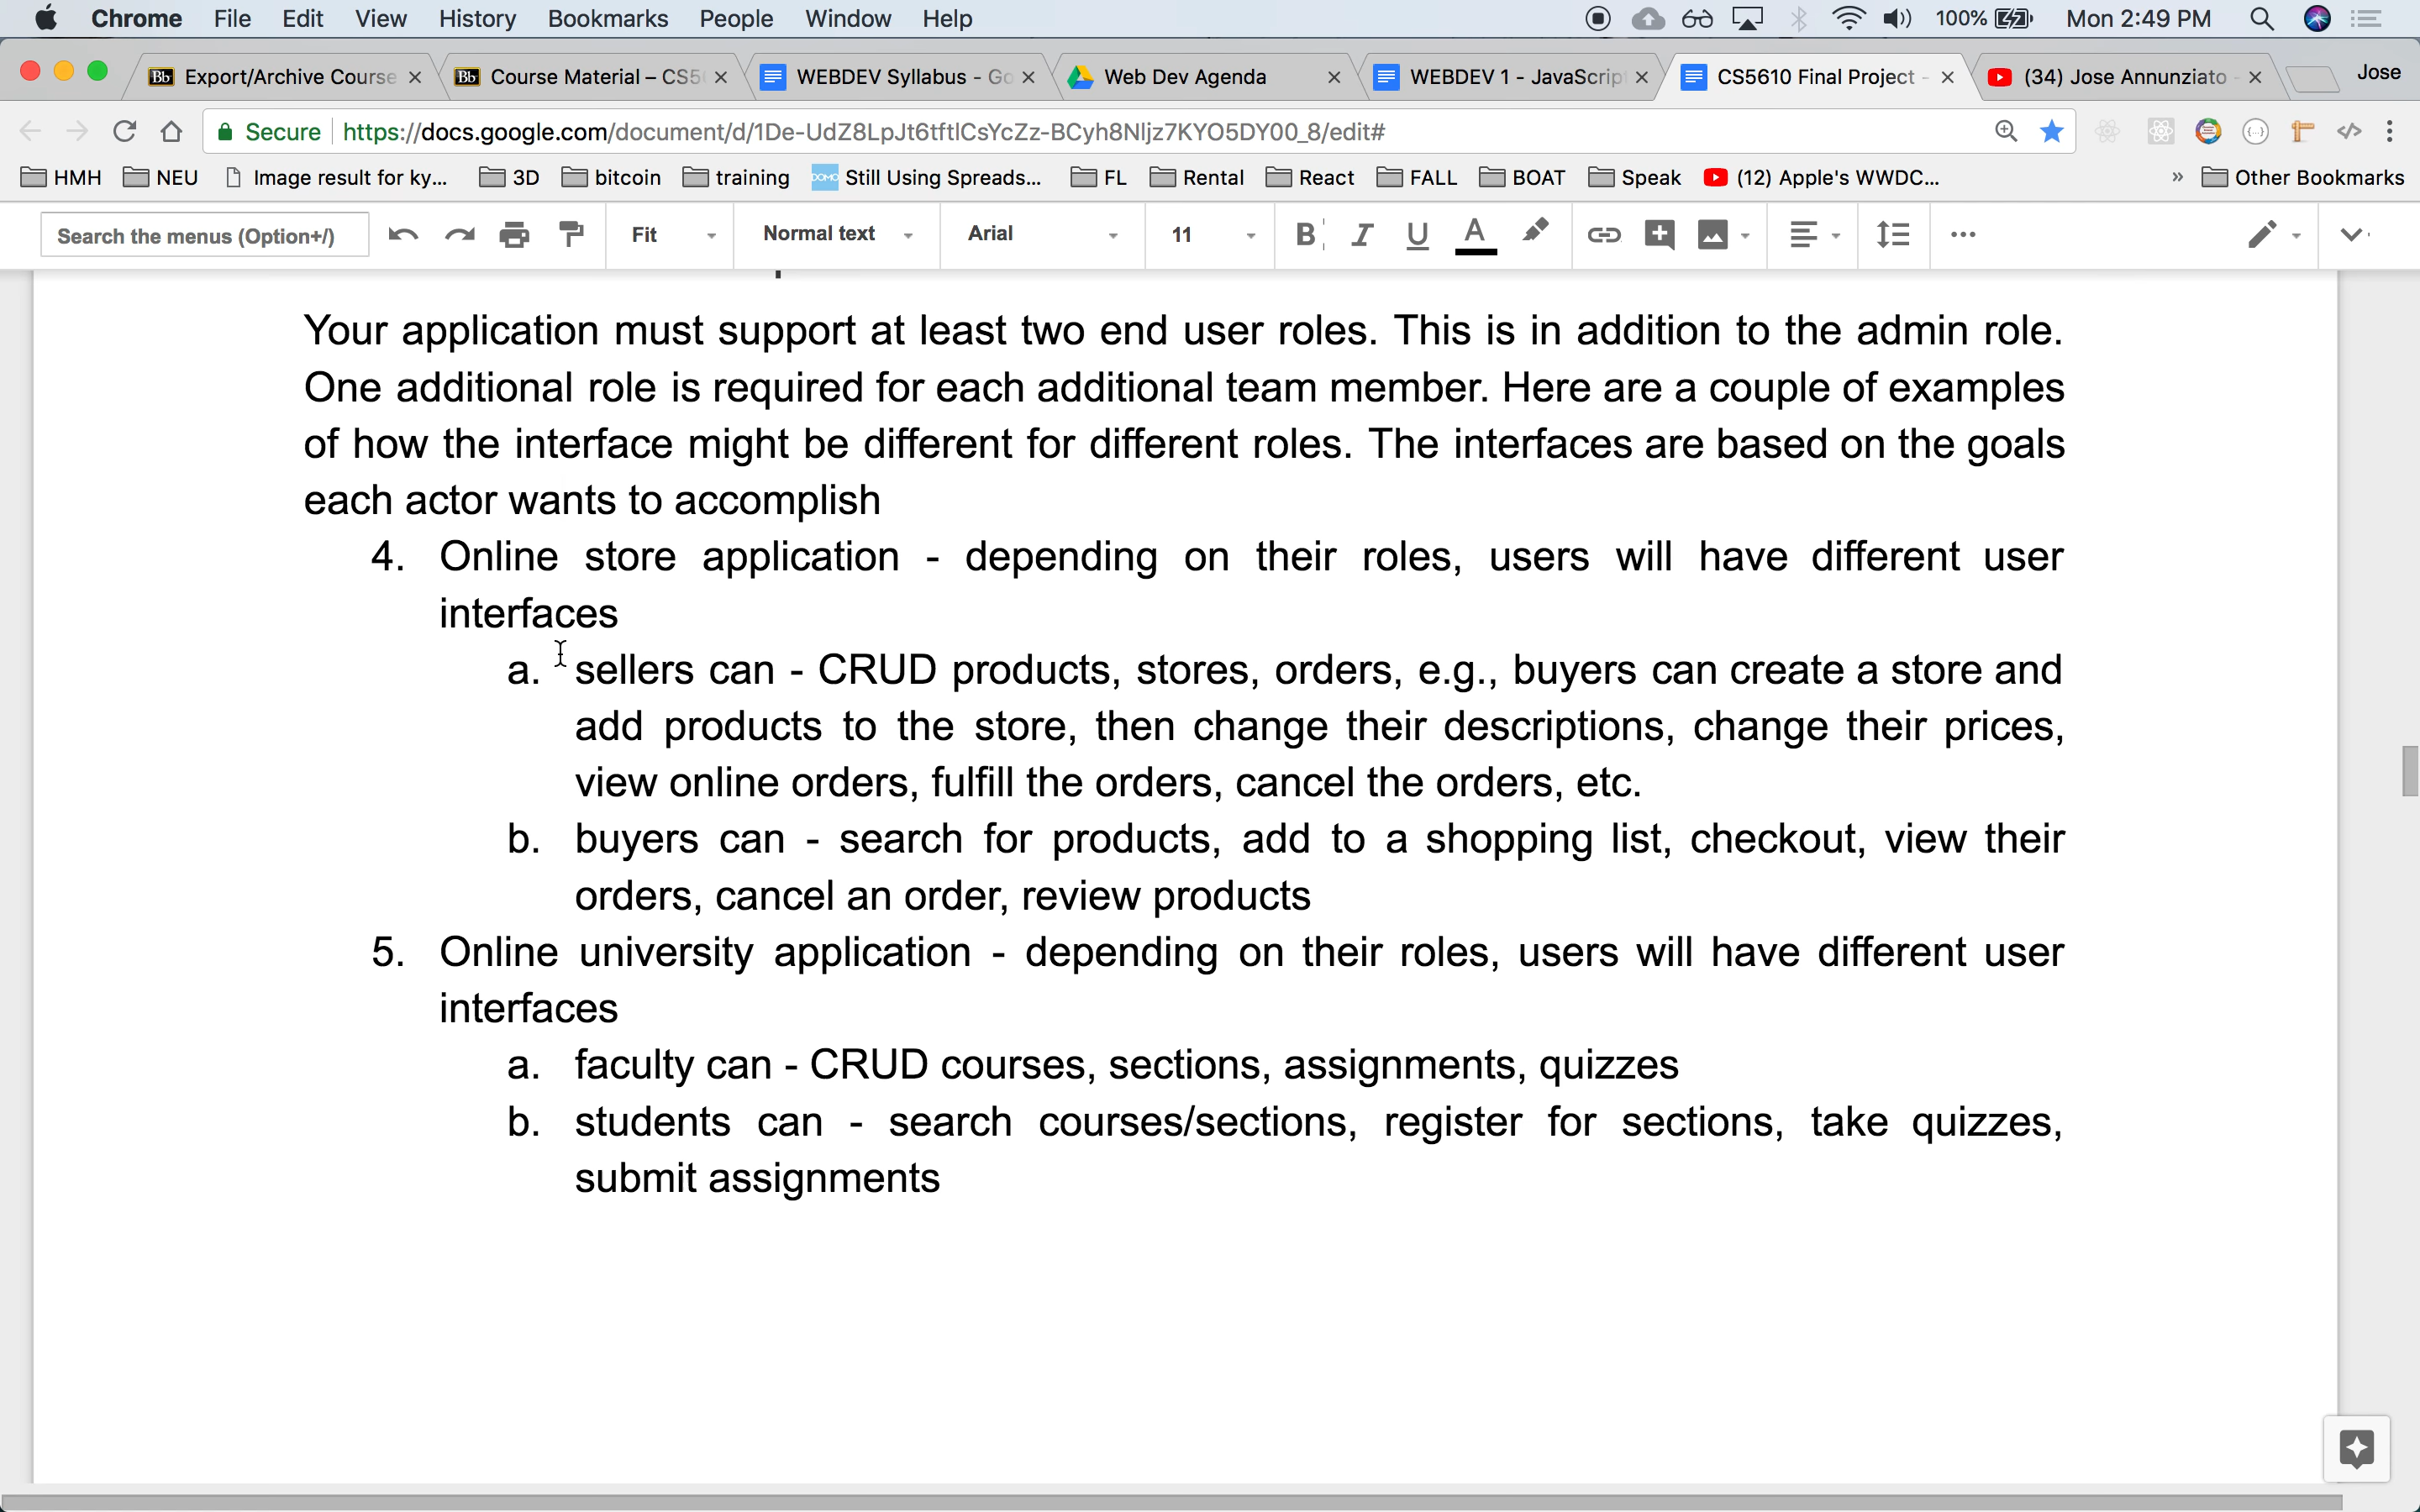 Chrome File Edit View History Bookmarks People Window Help 100% Mon 2:49 PM
Export/Archive Course Course Material – CS5 WEBDEV Syllabus - Go Web Dev Agenda WEBDEV 1 - JavaScrip CS5610 Final Project - (34) Jose Annunziato - Jose
Secure https://docs.google.com/document/d/1De-UdZ8LpJt6tftlCsYcZz-BCyh8Nljz7KYO5DY00_8/edit#
HMH NEU Image result for ky... 3D bitcoin training DOMO Still Using Spreads... FL Rental React FALL BOAT Speak (12) Apple's WWDC... » Other Bookmarks
Search the menus (Option+/) Fit Normal text Arial 11 B I U A
Your application must support at least two end user roles. This is in addition to the admin role.
One additional role is required for each additional team member. Here are a couple of examples
of how the interface might be different for different roles. The interfaces are based on the goals
each actor wants to accomplish
4. Online store application - depending on their roles, users will have different user
interfaces
a. sellers can - CRUD products, stores, orders, e.g., buyers can create a store and
add products to the store, then change their descriptions, change their prices,
view online orders, fulfill the orders, cancel the orders, etc.
b. buyers can - search for products, add to a shopping list, checkout, view their
orders, cancel an order, review products
5. Online university application - depending on their roles, users will have different user
interfaces
a. faculty can - CRUD courses, sections, assignments, quizzes
b. students can - search courses/sections, register for sections, take quizzes,
submit assignments